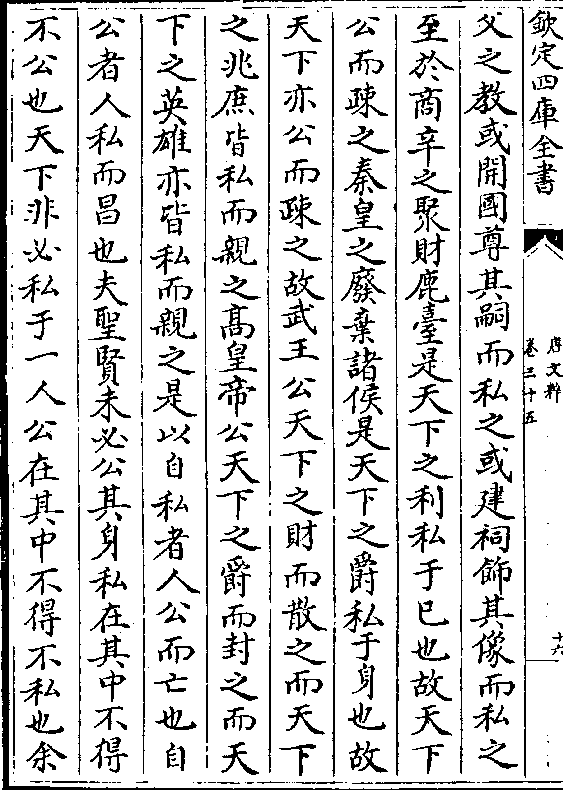 欽定四庫全書
唐文粹
卷三十五
十六
父之教或開國尊其嗣而私之或建祠飾其像而私之
至於商辛之聚財鹿臺是天下之利私于已也故天下
公而疎之秦皇之廢棄諸侯是天下之爵私于身也故
天下亦公而疎之故武王公天下之財而散之而天下
之兆庶皆私而親之髙皇帝公天下之爵而封之而天
下之英雄亦皆私而親之是以自私者人公而亡也自
公者人私而昌也夫聖賢未必公其身私在其中不得
不公也天下非必私于一人公在其中不得不私也余